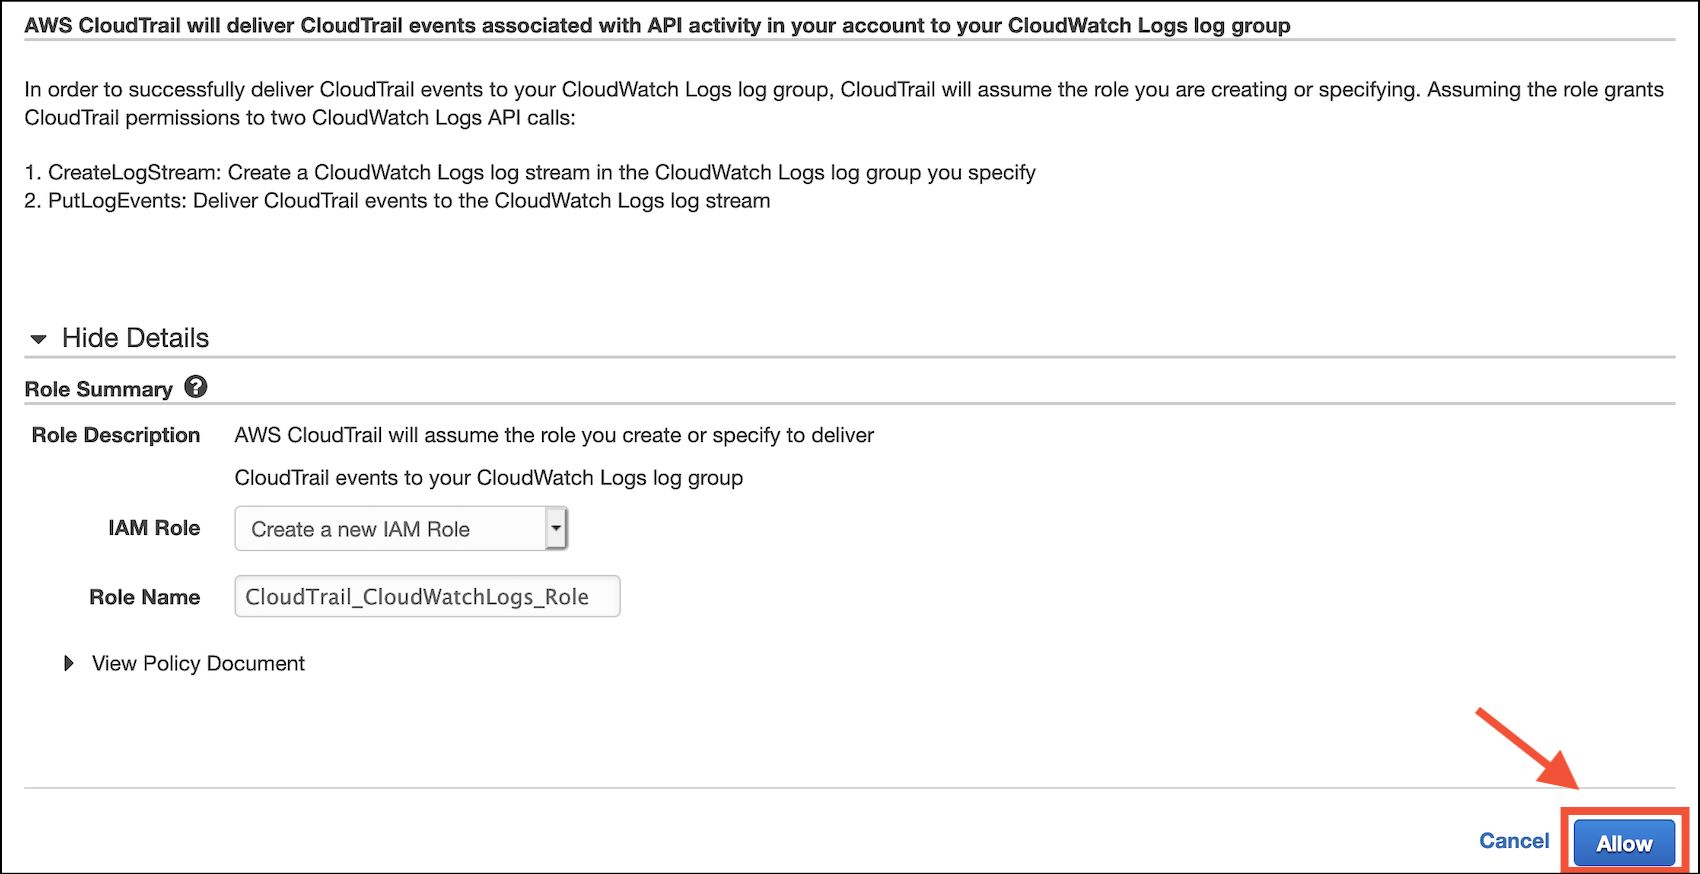 AWS CloudTrail will deliver CloudTrail events associated with API activity in your account to your CloudWatch Logs log group
In order to successfully deliver CloudTrail events to your CloudWatch Logs log group, CloudTrail will assume the role you are creating or specifying. Assuming the role grants
CloudTrail permissions to two CloudWatch Logs API calls:
1. CreateLogStream: Create a CloudWatch Logs log stream in the CloudWatch Logs log group you specify
2. PutLogEvents: Deliver CloudTrail events to the CloudWatch Logs log stream
Hide Details
Role Summary ?
Role Description AWS CloudTrail will assume the role you create or specify to deliver
CloudTrail events to your CloudWatch Logs log group
IAM Role Create a new IAM Role
Role Name CloudTrail_CloudWatchLogs_Role
View Policy Document
Cancel Allow